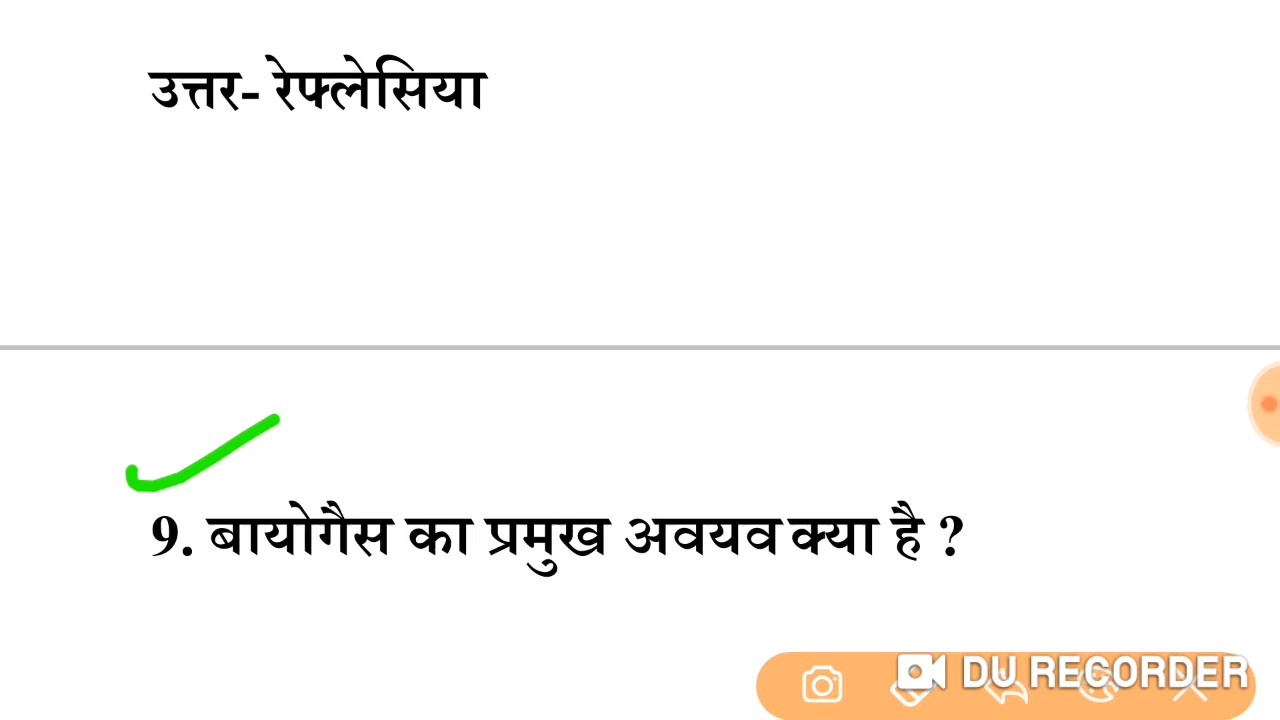 उत्तर- रेफ्लेसिया
9. बायोगैस का प्रमुख अवयव क्या है ?
DU RECORDER